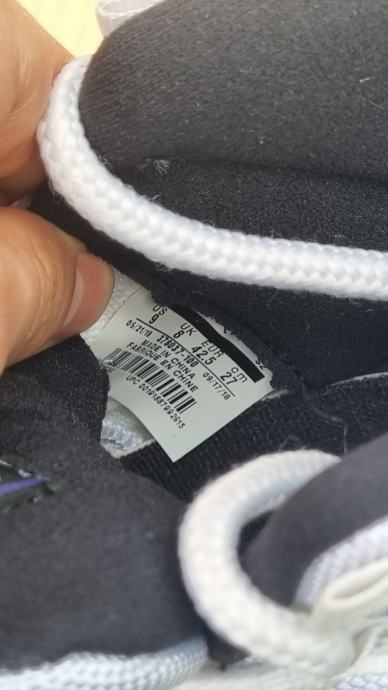 US UK EUR cm
9 8 42.5 27
378037-100
05/21/18 09/17/18
MADE IN CHINA
FABRIQUE EN CHINE